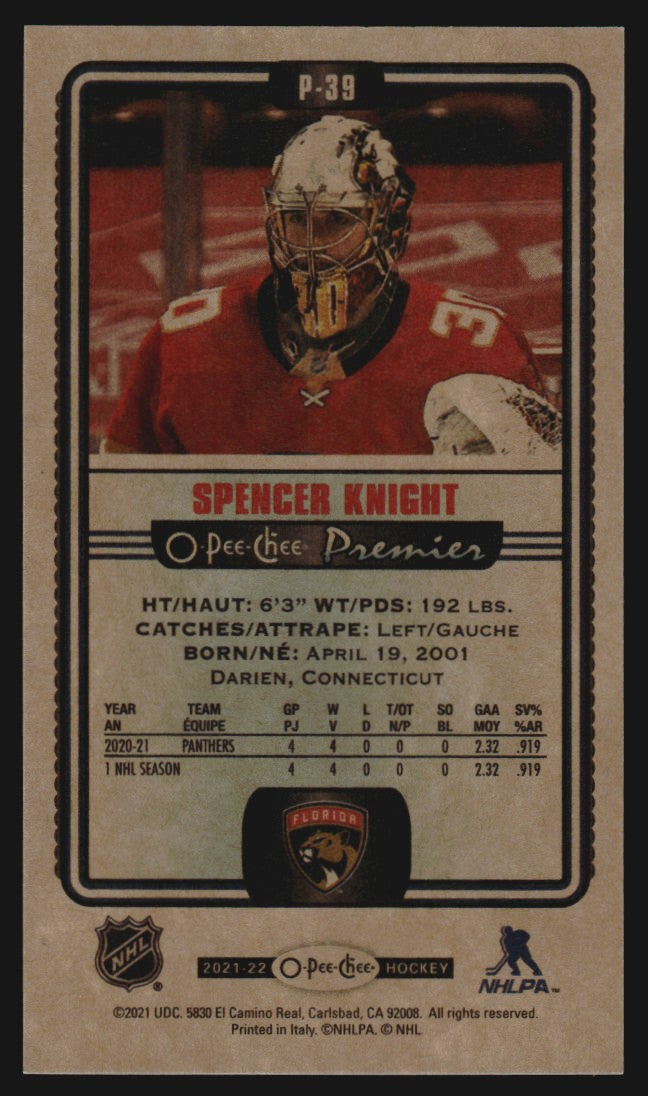 P-39
30
30
SPENCER KNIGHT
O-Pee-Chee Premier
HT/HAUT: 6'3" WT/PDS: 192 LBS.
CATCHES/ATTRAPE: LEFT/GAUCHE
BORN/NÉ: APRIL 19, 2001
DARIEN, CONNECTICUT
YEAR TEAM GP W L T/OT SO GAA SV%
AN ÉQUIPE PJ V D N/P BL MOY %AR
2020-21 PANTHERS 4 4 0 0 0 2.32 .919
1 NHL SEASON 4 4 0 0 0 2.32 .919
FLORIDA
NHL
2021-22 O-Pee-Chee HOCKEY
NHLPA
©2021 UDC. 5830 El Camino Real, Carlsbad, CA 92008. All rights reserved.
Printed in Italy. ©NHLPA. © NHL